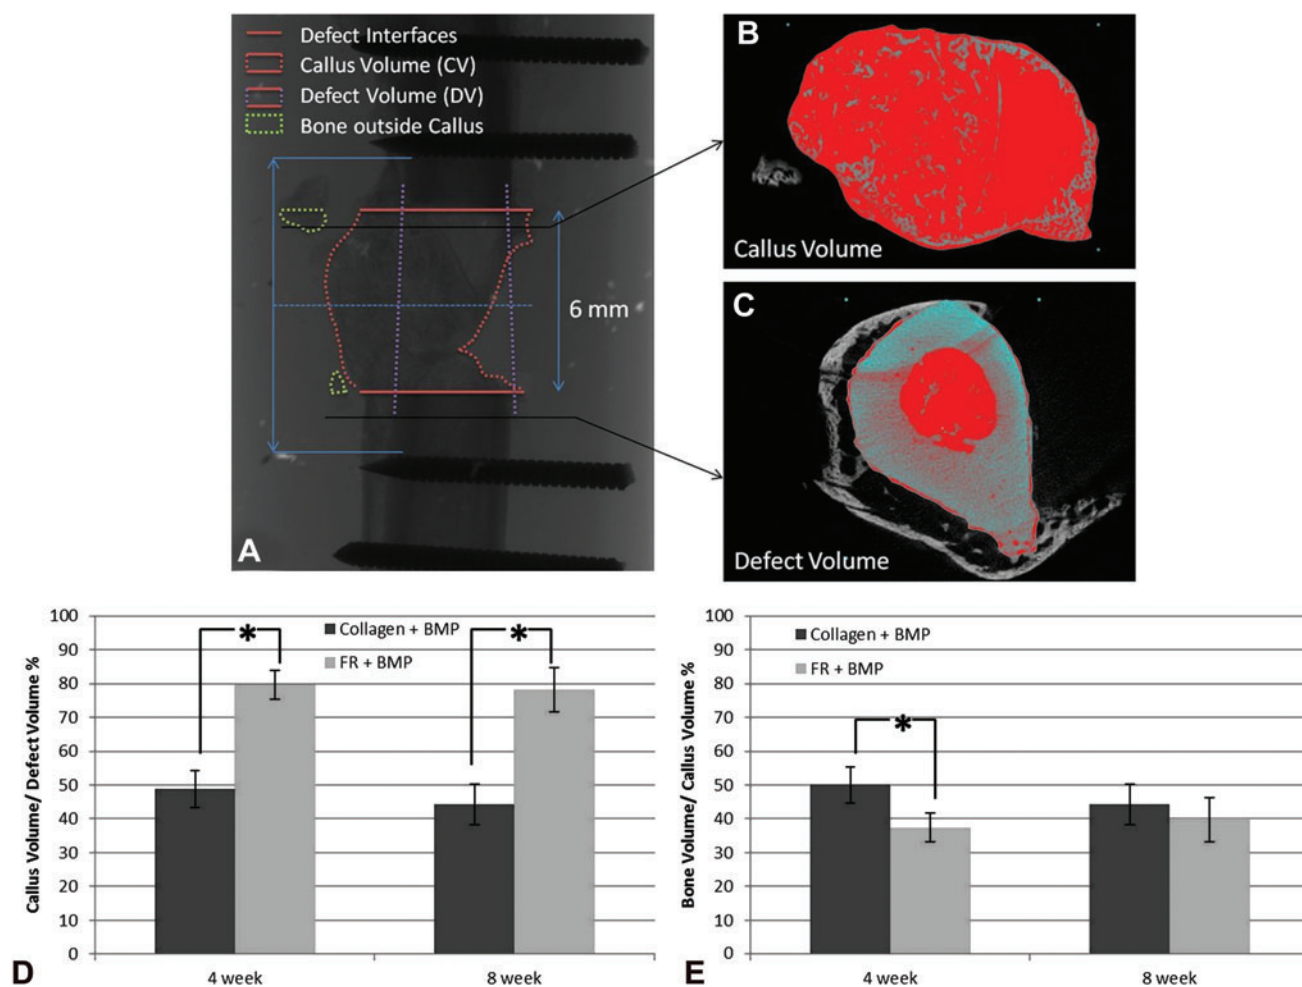 Defect Interfaces
Callus Volume (CV)
Defect Volume (DV)
Bone outside Callus
6 mm
A
B
Callus Volume
C
Defect Volume
100
90
80
70
60
50
40
30
20
10
0
Callus Volume/ Defect Volume %
* *
Collagen + BMP
FR + BMP
4 week 8 week
D
100
90
80
70
60
50
40
30
20
10
0
Bone Volume/ Callus Volume %
Collagen + BMP
FR + BMP
*
4 week 8 week
E